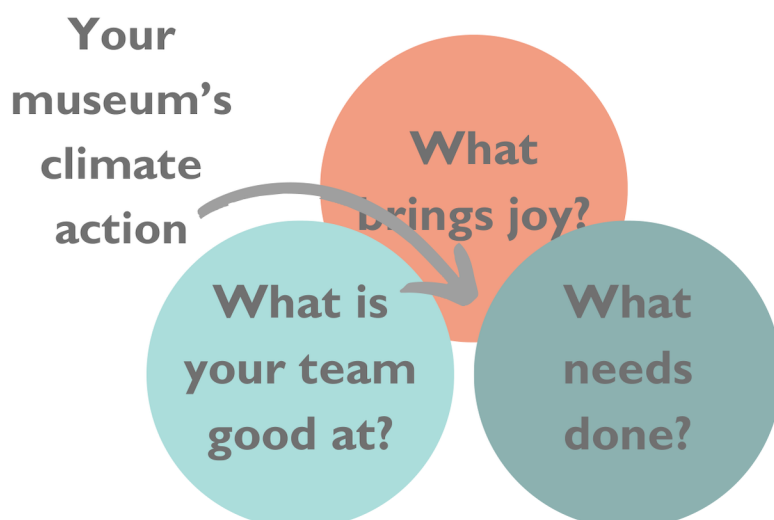 Your
museum's
climate
action
What
brings joy?
What is
your team
good at?
What
needs
done?